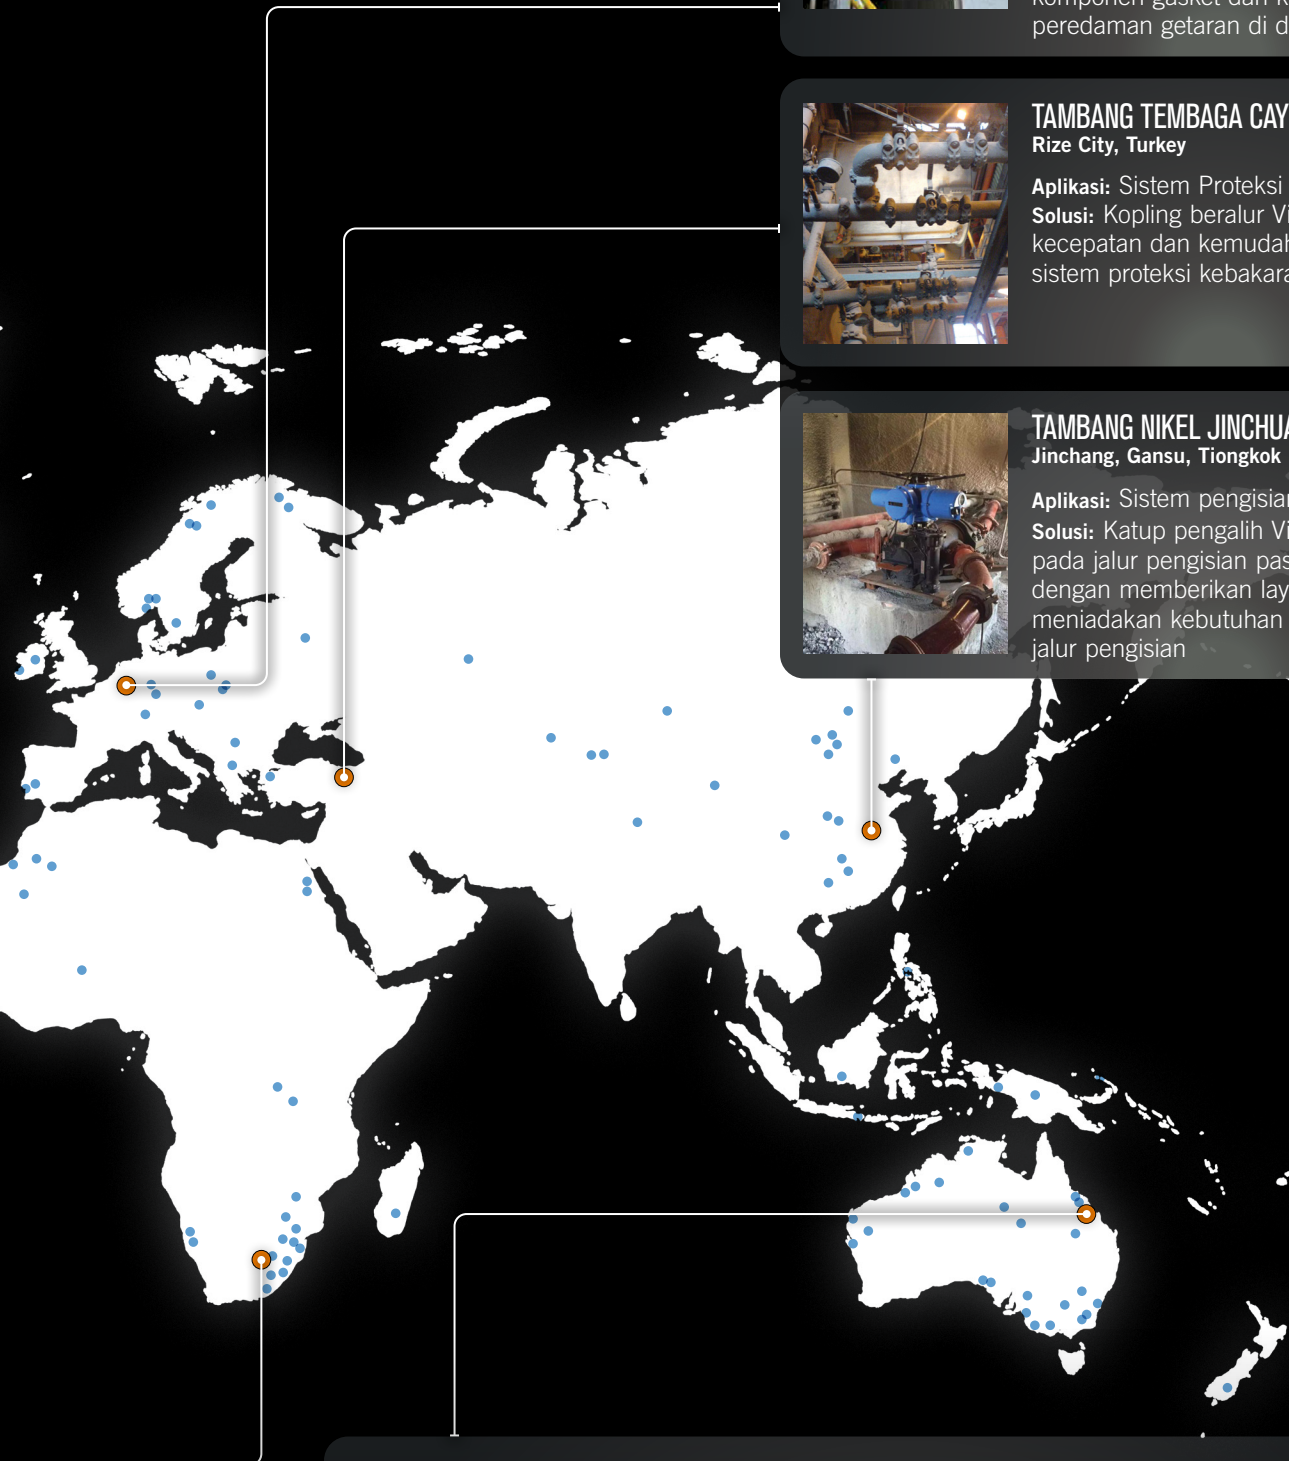 peredaman getaran di d
TAMBANG TEMBAGA CAY
Rize City, Turkey
Aplikasi: Sistem Proteksi
Solusi: Kopling beralur Vi
kecepatan dan kemudah
sistem proteksi kebakara
TAMBANG NIKEL JINCHUA
Jinchang, Gansu, Tiongkok
Aplikasi: Sistem pengisian
Solusi: Katup pengalih Vi
pada jalur pengisian pas
dengan memberikan lay
meniadakan kebutuhan
jalur pengisian